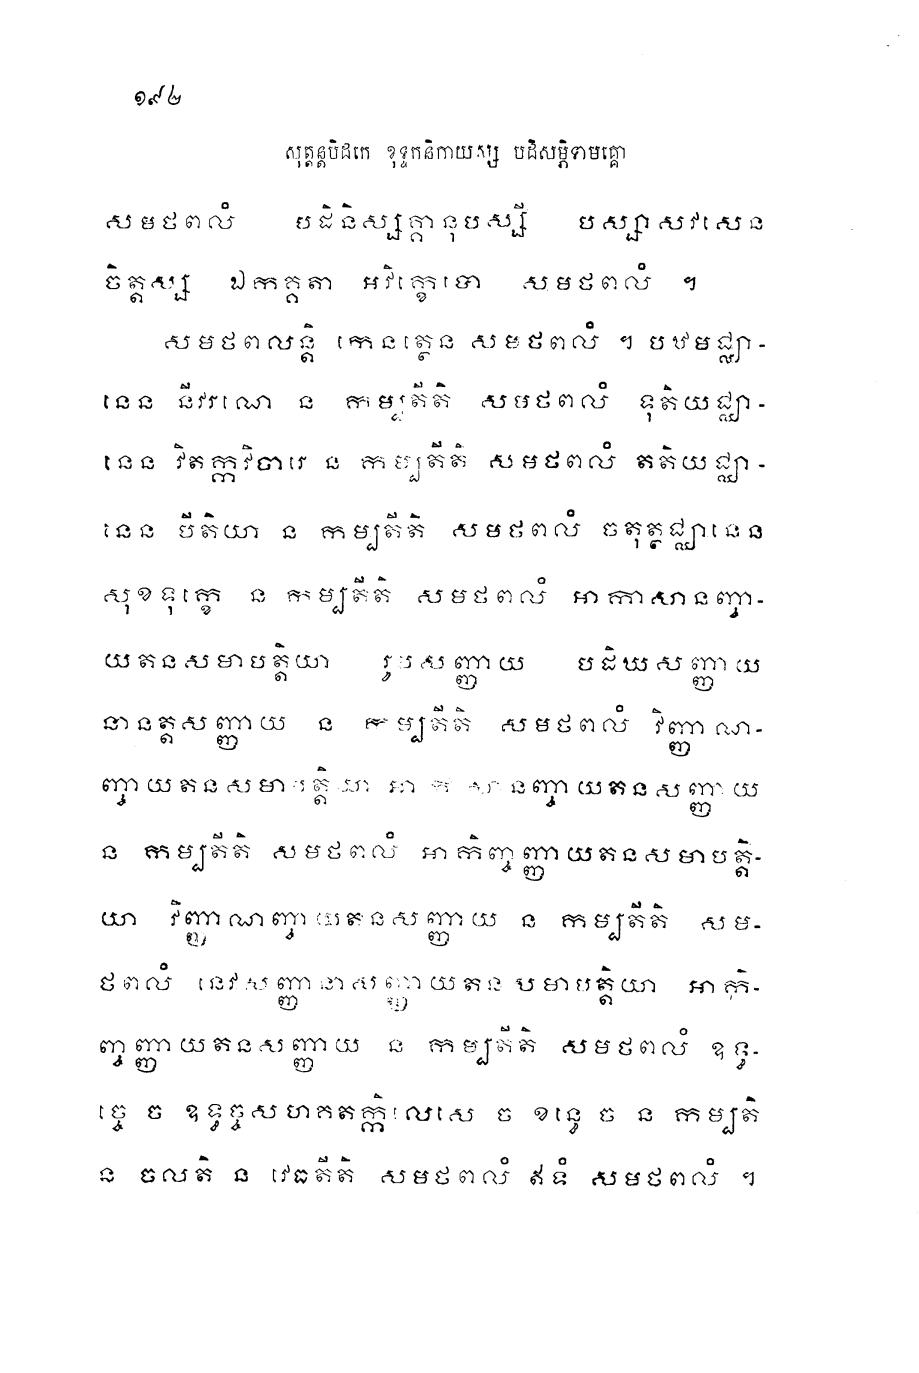 ១៩២
សុត្តន្តបិដកេ ខុទ្ទកនិកាយស្ស បដិសម្ភិទាមគ្គោ
សមថពលំ បដិនិស្សគ្គានុបស្សី បស្សាសវសេន
ចិត្តស្ស ឯកគ្គតា អវិក្ខេបោ សមថពលំ ។
សមថពលន្តិ កេនត្ថេន សមថពលំ ។ បឋមជ្ឈា-
នេន នីវរណេ ន កម្បតីតិ សមថពលំ ទុតិយជ្ឈា-
នេន វិតក្កវិចារេ ន កម្បតីតិ សមថពលំ តតិយជ្ឈា-
នេន បីតិយា ន កម្បតីតិ សមថពលំ ចតុត្ថជ្ឈានេន
សុខទុក្ខេ ន កម្បតីតិ សមថពលំ អាកាសានញ្ចា-
យតនសមាបត្តិយា រូបសញ្ញាយ បដិឃសញ្ញាយ
នានត្តសញ្ញាយ ន កម្បតីតិ សមថពលំ វិញ្ញាណ-
ញ្ចាយតនសមាបត្តិយា អាកាសានញ្ចាយតនសញ្ញាយ
ន កម្បតីតិ សមថពលំ អាកិញ្ចញ្ញាយតនសមាបត្តិ-
យា វិញ្ញាណញ្ចាយតនសញ្ញាយ ន កម្បតីតិ សម-
ថពលំ នេវសញ្ញានាសញ្ញាយតនសមាបត្តិយា អាកិ-
ញ្ចញ្ញាយតនសញ្ញាយ ន កម្បតីតិ សមថពលំ ឧទ្ធ-
ច្ចេ ច ឧទ្ធច្ចសហគតក្កិលេសេ ច ខន្ធេ ច ន កម្បតិ
ន ចលតិ ន វេធតីតិ សមថពលំ ឥទំ សមថពលំ ។